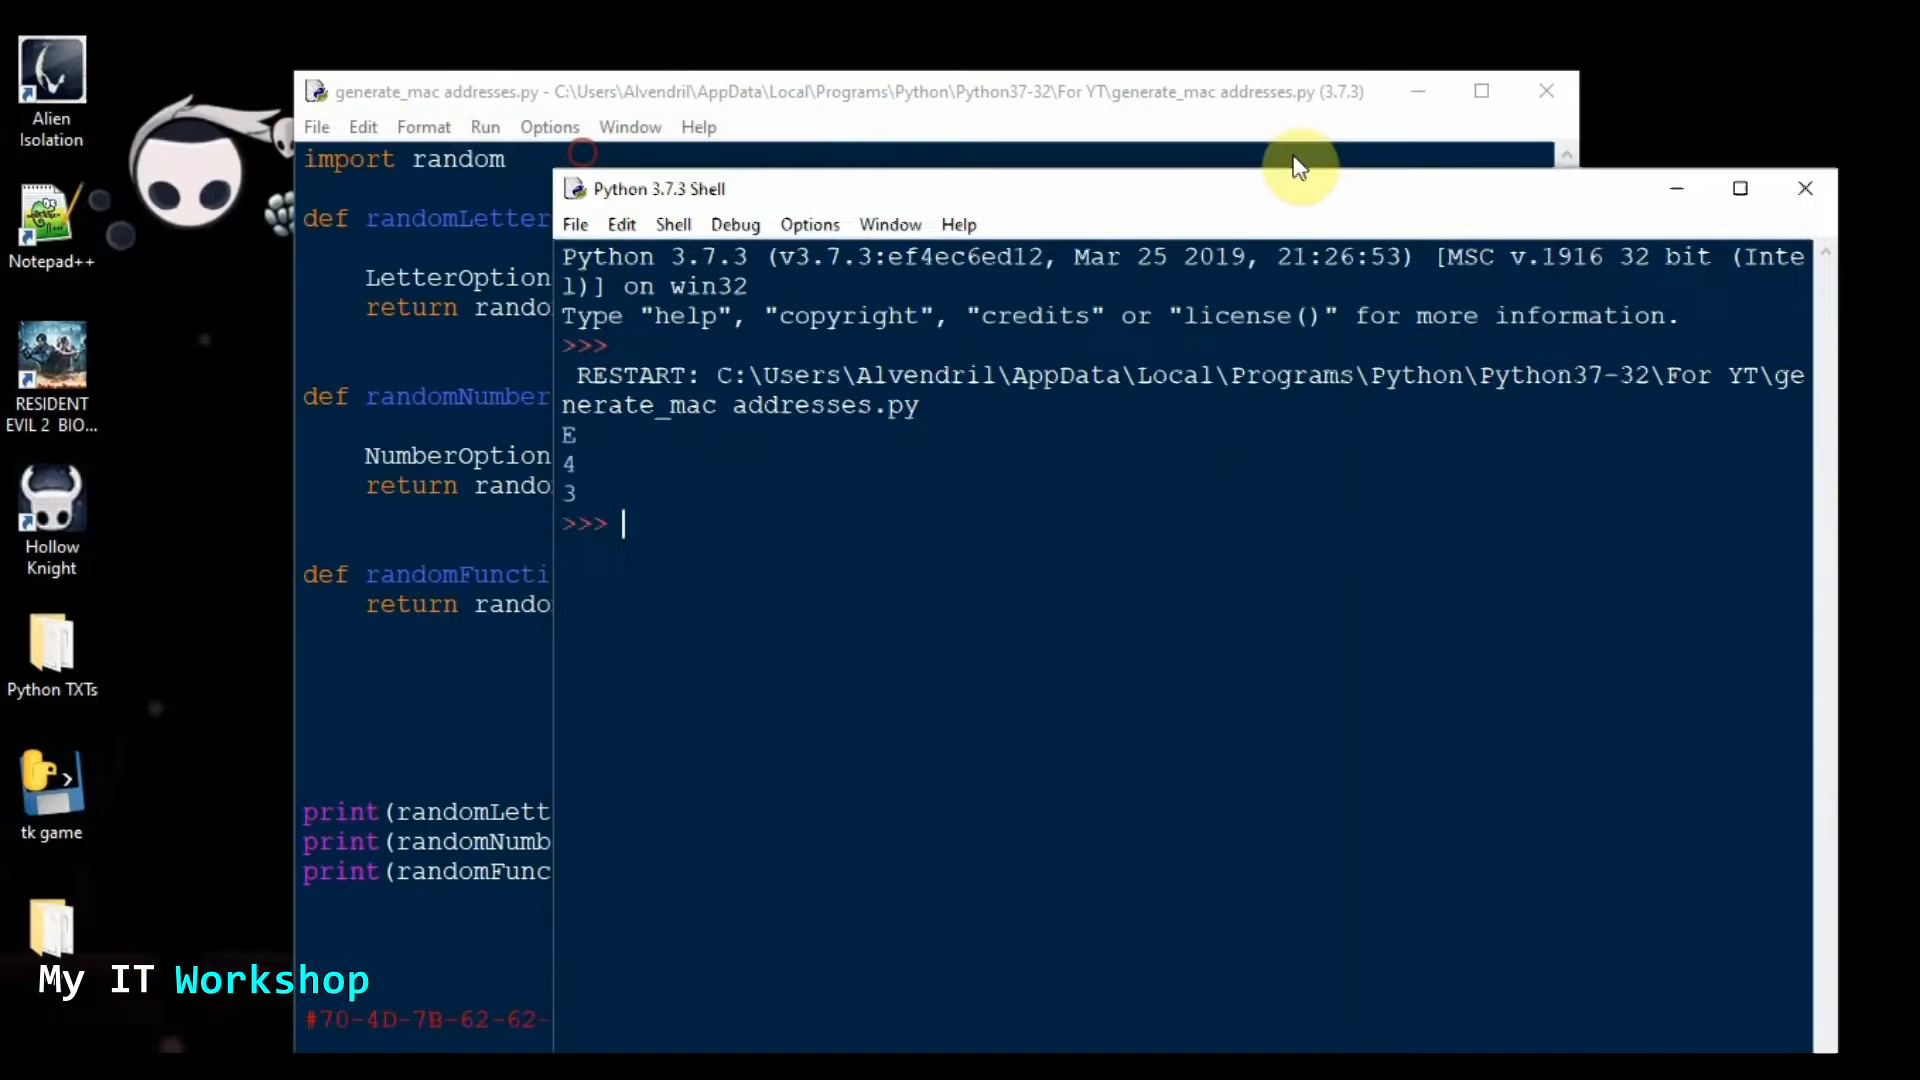 Alien
Isolation
Notepad++
RESIDENT
EVIL 2 BIO...
Hollow
Knight
Python TXTs
tk game
My IT Workshop
generate_mac addresses.py - C:\Users\Alvendril\AppData\Local\Programs\Python\Python37-32\For YT\generate_mac addresses.py (3.7.3)
File Edit Format Run Options Window Help
import random
def randomLetter
LetterOption
return rando
def randomNumber
NumberOption
return rando
def randomFuncti
return rando
print(randomLett
print(randomNumb
print(randomFunc
#70-4D-7B-62-62-
Python 3.7.3 Shell
File Edit Shell Debug Options Window Help
Python 3.7.3 (v3.7.3:ef4ec6ed12, Mar 25 2019, 21:26:53) [MSC v.1916 32 bit (Inte
l)] on win32
Type "help", "copyright", "credits" or "license()" for more information.
>>>
RESTART: C:\Users\Alvendril\AppData\Local\Programs\Python\Python37-32\For YT\ge
nerate_mac addresses.py
E
4
3
>>>